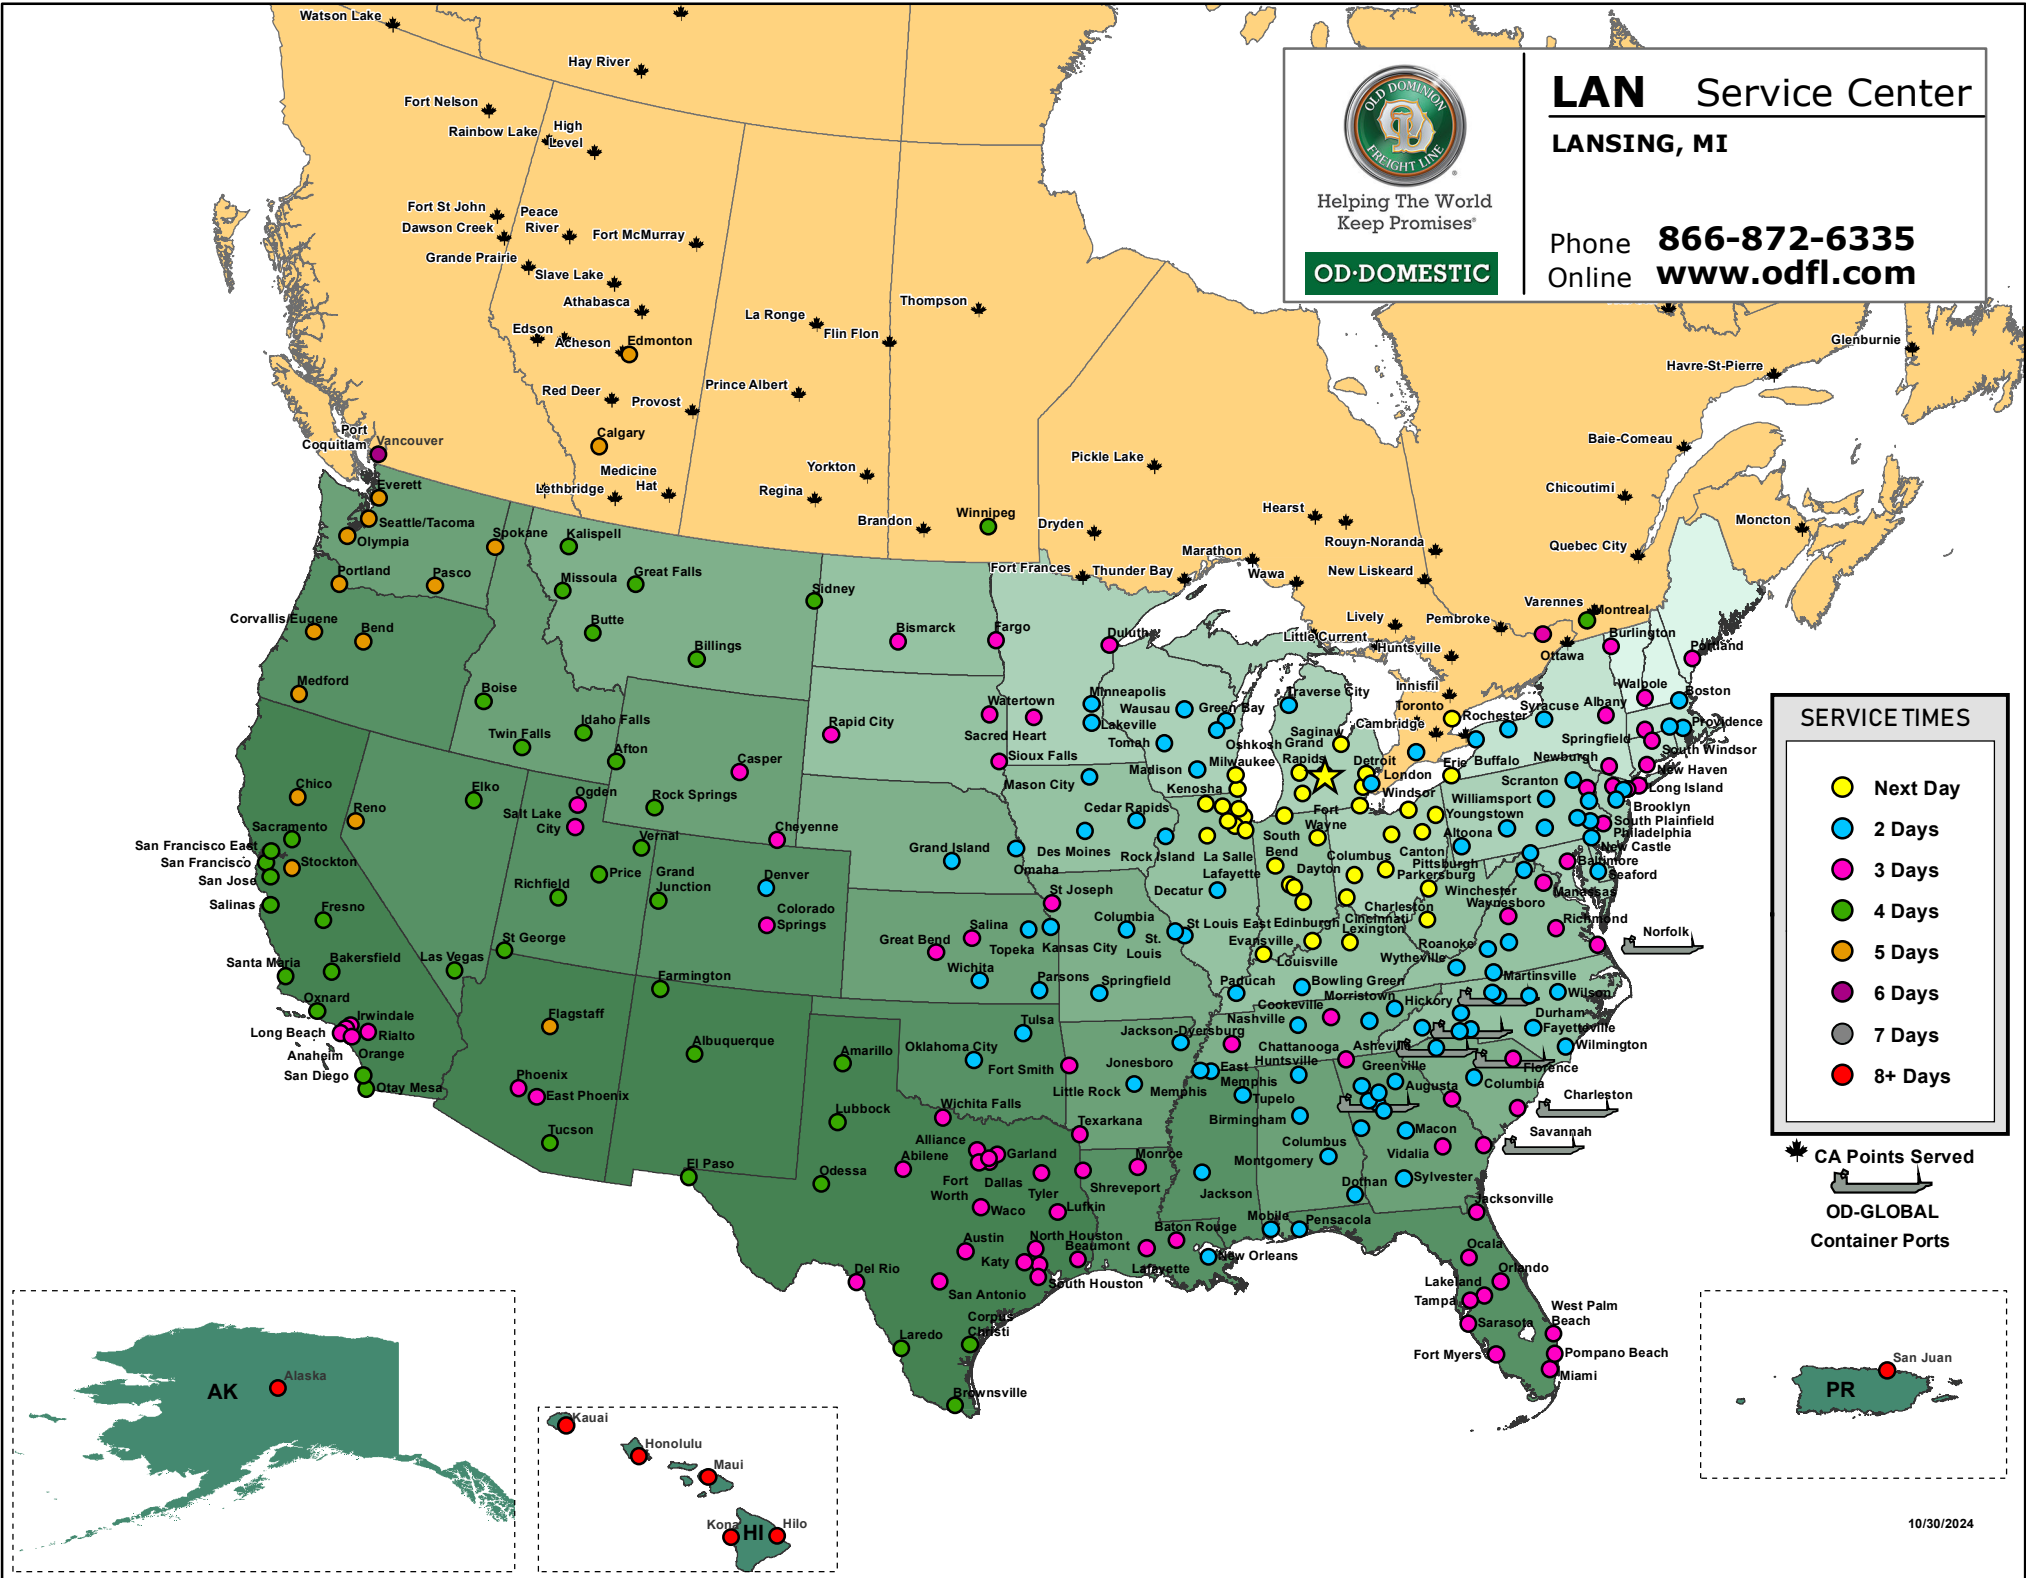 Watson Lake
Hay River
Fort Nelson
Rainbow Lake
High
Level
Fort St John
Dawson Creek
Peace
River
Fort McMurray
Grande Prairie
Slave Lake
Athabasca
Edson
Acheson
Edmonton
La Ronge
Flin Flon
Thompson
Red Deer
Provost
Prince Albert
Port
Coquitlam
Vancouver
Calgary
Medicine
Hat
Lethbridge
Yorkton
Regina
Brandon
Winnipeg
Pickle Lake
Dryden
Hearst
Marathon
Fort Frances
Thunder Bay
Wawa
Rouyn-Noranda
New Liskeard
Lively
Little Current
Pembroke
Huntsville
Varennes
Montreal
Ottawa
Innisfil
Toronto
Cambridge
London
Windsor
Glenburnie
Havre-St-Pierre
Baie-Comeau
Chicoutimi
Quebec City
Moncton
OLD DOMINION
FREIGHT LINE
Helping The World
Keep Promises®
OD·DOMESTIC
LAN Service Center
LANSING, MI
Phone 866-872-6335
Online www.odfl.com
Everett
Seattle/Tacoma
Olympia
Spokane
Portland
Pasco
Corvallis/Eugene
Bend
Medford
Kalispell
Missoula
Great Falls
Butte
Billings
Sidney
Boise
Idaho Falls
Twin Falls
Afton
Casper
Rock Springs
Cheyenne
Chico
Reno
Elko
Ogden
Salt Lake
City
Vernal
Price
Richfield
St George
Grand
Junction
Denver
Colorado
Springs
Sacramento
San Francisco East
San Francisco
Stockton
San Jose
Salinas
Fresno
Santa Maria
Bakersfield
Las Vegas
Oxnard
Irwindale
Long Beach
Rialto
Anaheim
Orange
San Diego
Otay Mesa
Flagstaff
Phoenix
East Phoenix
Tucson
Farmington
Albuquerque
El Paso
Bismarck
Fargo
Duluth
Rapid City
Watertown
Sacred Heart
Sioux Falls
Minneapolis
Lakeville
Mason City
Grand Island
Omaha
Des Moines
Cedar Rapids
Rock Island
Wausau
Green Bay
Tomah
Oshkosh
Madison
Milwaukee
Kenosha
Traverse City
Saginaw
Grand
Rapids
Detroit
Fort
Wayne
South
Bend
La Salle
Lafayette
Decatur
St Joseph
Salina
Topeka
Kansas City
Great Bend
Wichita
Parsons
Columbia
St.
Louis
St Louis East
Springfield
Edinburgh
Evansville
Louisville
Dayton
Columbus
Cincinnati
Lexington
Canton
Youngstown
Pittsburgh
Parkersburg
Charleston
Erie
Buffalo
Rochester
Syracuse
Albany
Burlington
Portland
Walpole
Boston
Providence
Springfield
South Windsor
Newburgh
New Haven
Long Island
Scranton
Williamsport
Brooklyn
South Plainfield
Philadelphia
New Castle
Altoona
Baltimore
Seaford
Winchester
Manassas
Waynesboro
Richmond
Norfolk
Roanoke
Wytheville
Martinsville
Wilson
Durham
Fayetteville
Wilmington
Hickory
Morristown
Asheville
Greenville
Florence
Columbia
Charleston
Savannah
Augusta
Macon
Vidalia
Sylvester
Columbus
Paducah
Bowling Green
Cookeville
Nashville
Chattanooga
Huntsville
Jackson-Dyersburg
Jonesboro
East
Memphis
Memphis
Tupelo
Birmingham
Montgomery
Dothan
Mobile
Pensacola
Jackson
Little Rock
Fort Smith
Tulsa
Oklahoma City
Amarillo
Lubbock
Wichita Falls
Texarkana
Alliance
Abilene
Garland
Fort
Worth
Dallas
Tyler
Shreveport
Monroe
Odessa
Waco
Lufkin
Austin
North Houston
Katy
Beaumont
South Houston
Baton Rouge
Lafayette
New Orleans
Del Rio
San Antonio
Corpus
Christi
Laredo
Brownsville
Jacksonville
Ocala
Orlando
Lakeland
Tampa
Sarasota
West Palm
Beach
Fort Myers
Pompano Beach
Miami
SERVICE TIMES
Next Day
2 Days
3 Days
4 Days
5 Days
6 Days
7 Days
8+ Days
CA Points Served
OD-GLOBAL
Container Ports
AK
Alaska
Kauai
Honolulu
Maui
Kona
HI
Hilo
San Juan
PR
10/30/2024